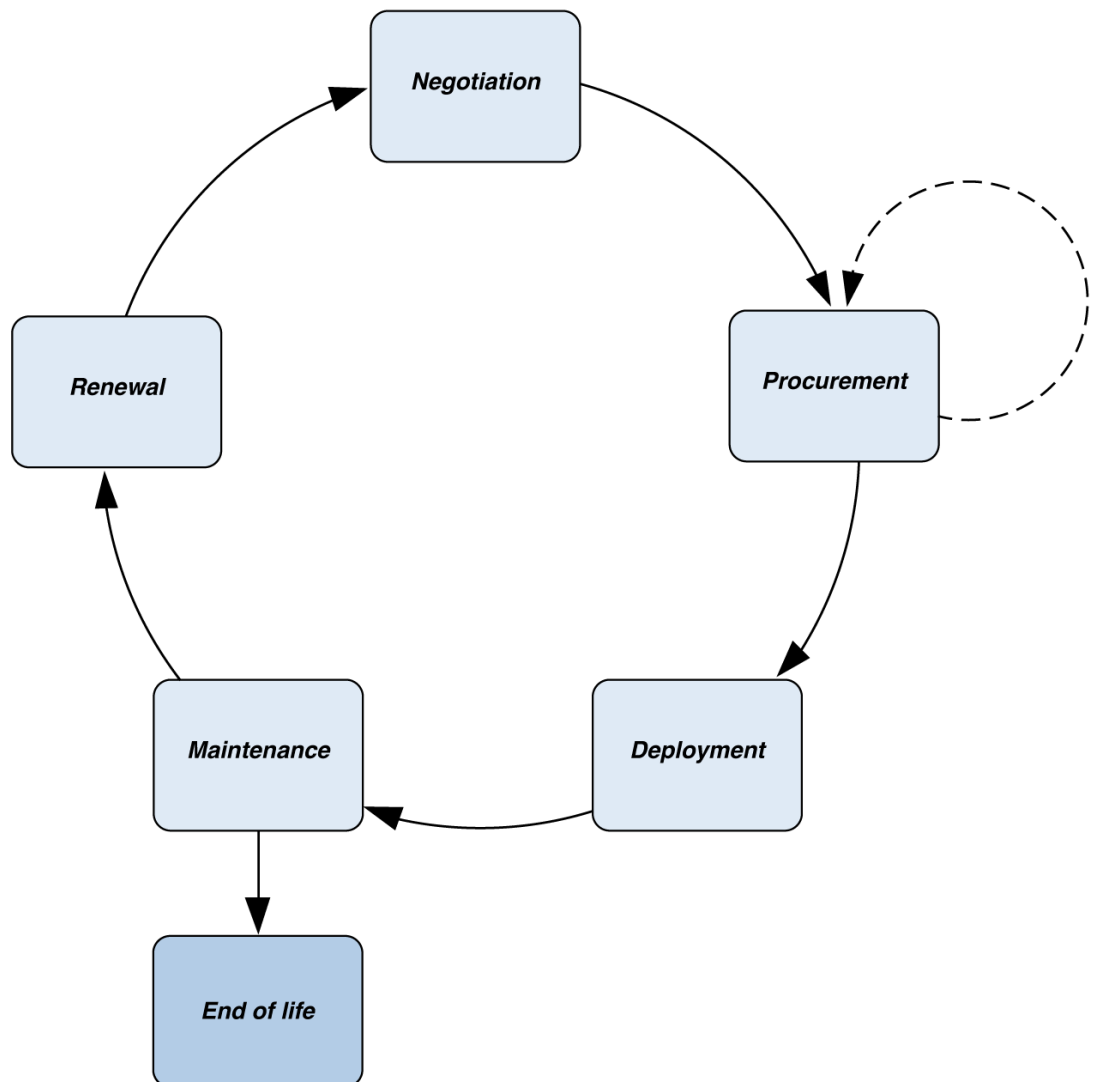 Negotiation
Procurement
Renewal
Maintenance
Deployment
End of life